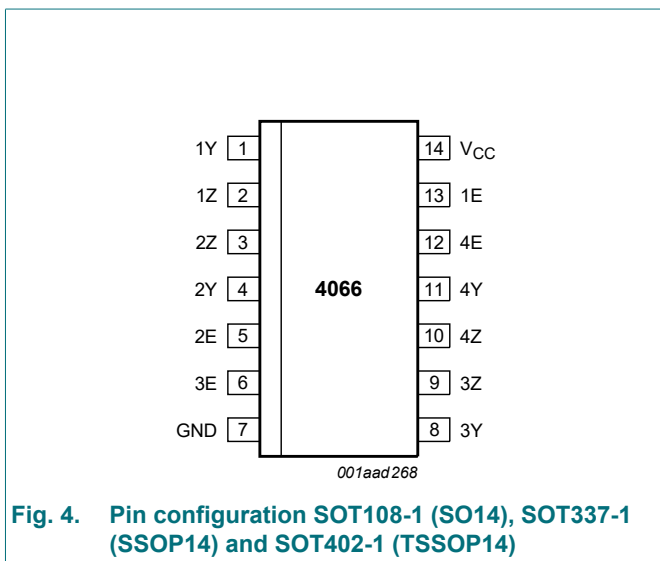 1Y 1 14 VCC
1Z 2 13 1E
2Z 3 12 4E
2Y 4 4066 11 4Y
2E 5 10 4Z
3E 6 9 3Z
GND 7 8 3Y
001aad268
Fig. 4. Pin configuration SOT108-1 (SO14), SOT337-1
(SSOP14) and SOT402-1 (TSSOP14)